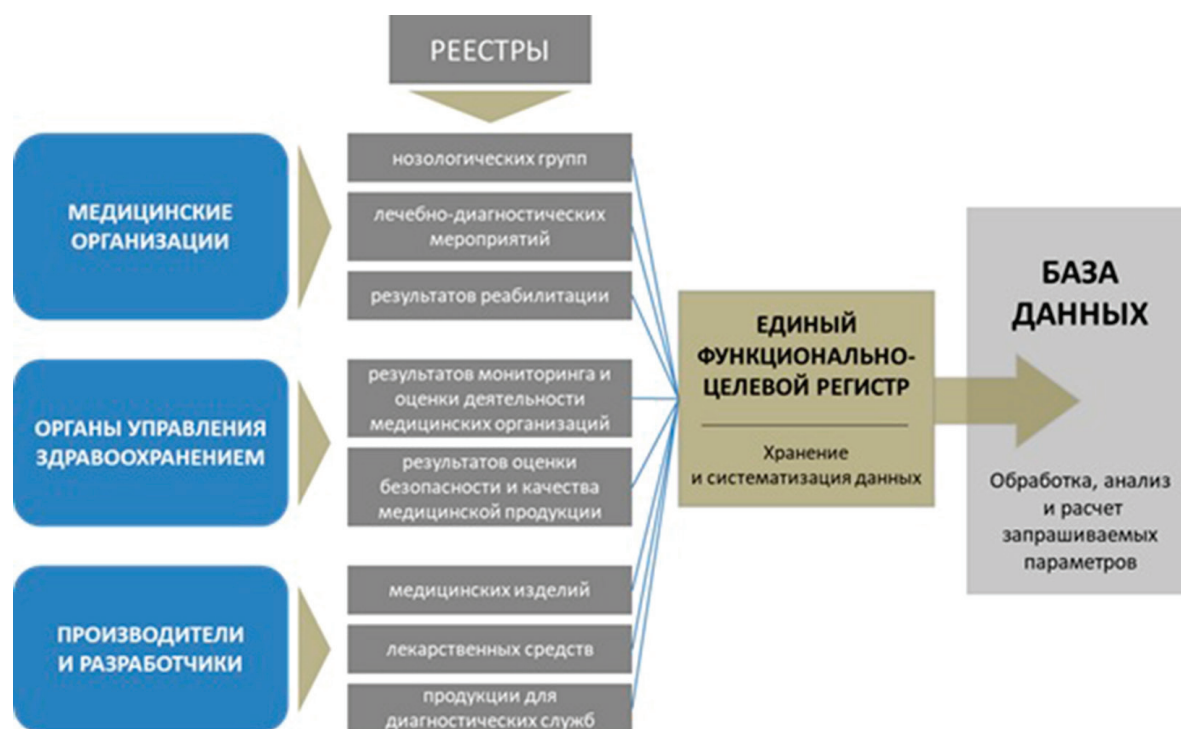 РЕЕСТРЫ
МЕДИЦИНСКИЕ
ОРГАНИЗАЦИИ
нозологических групп
лечебно-диагностических
мероприятий
результатов реабилитации
ОРГАНЫ УПРАВЛЕНИЯ
ЗДРАВООХРАНЕНИЕМ
результатов мониторинга и
оценки деятельности
медицинских организаций
результатов оценки
безопасности и качества
медицинской продукции
ПРОИЗВОДИТЕЛИ
И РАЗРАБОТЧИКИ
медицинских изделий
лекарственных средств
продукции для
диагностических служб
ЕДИНЫЙ
ФУНКЦИОНАЛЬНО-
ЦЕЛЕВОЙ РЕГИСТР
Хранение
и систематизация данных
БАЗА
ДАННЫХ
Обработка, анализ
и расчет
запрашиваемых
параметров